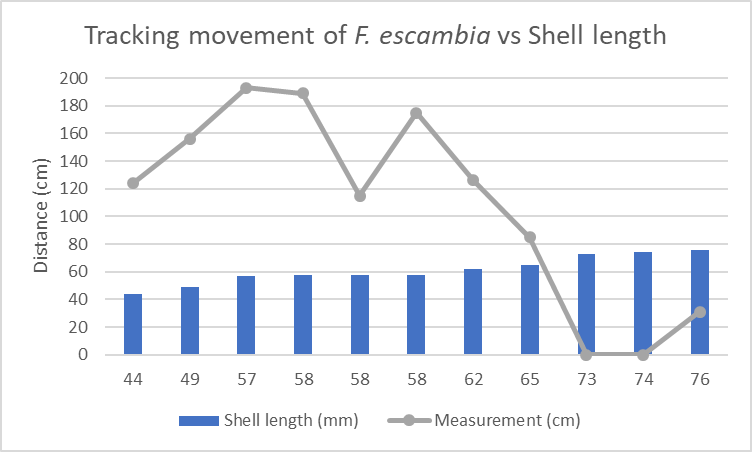 Tracking movement of F. escambia vs Shell length
Distance (cm)
200
180
160
140
120
100
80
60
40
20
0
44 49 57 58 58 58 62 65 73 74 76
Shell length (mm) Measurement (cm)